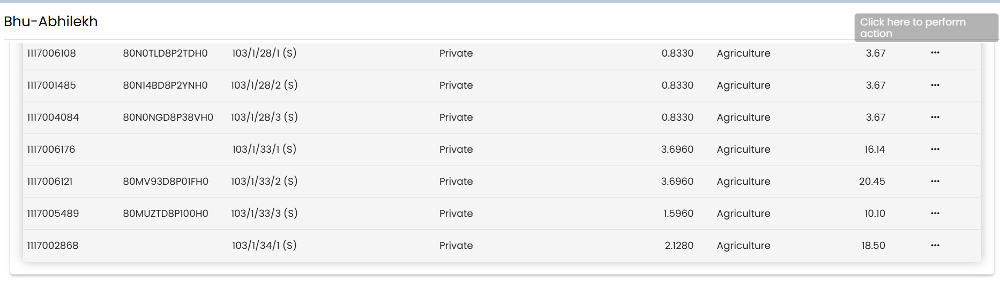 Bhu-Abhilekh
Click here to perform
action
1117006108 80N0TLD8P2TDH0 103/1/28/1 (S) Private 0.8330 Agriculture 3.67 •••
1117001485 80N14BD8P2YNH0 103/1/28/2 (S) Private 0.8330 Agriculture 3.67 •••
1117004084 80N0NGD8P38VH0 103/1/28/3 (S) Private 0.8330 Agriculture 3.67 •••
1117006176 103/1/33/1 (S) Private 3.6960 Agriculture 16.14 •••
1117006121 80MV93D8P01FH0 103/1/33/2 (S) Private 3.6960 Agriculture 20.45 •••
1117005489 80MUZTD8P100H0 103/1/33/3 (S) Private 1.5960 Agriculture 10.10 •••
1117002868 103/1/34/1 (S) Private 2.1280 Agriculture 18.50 •••